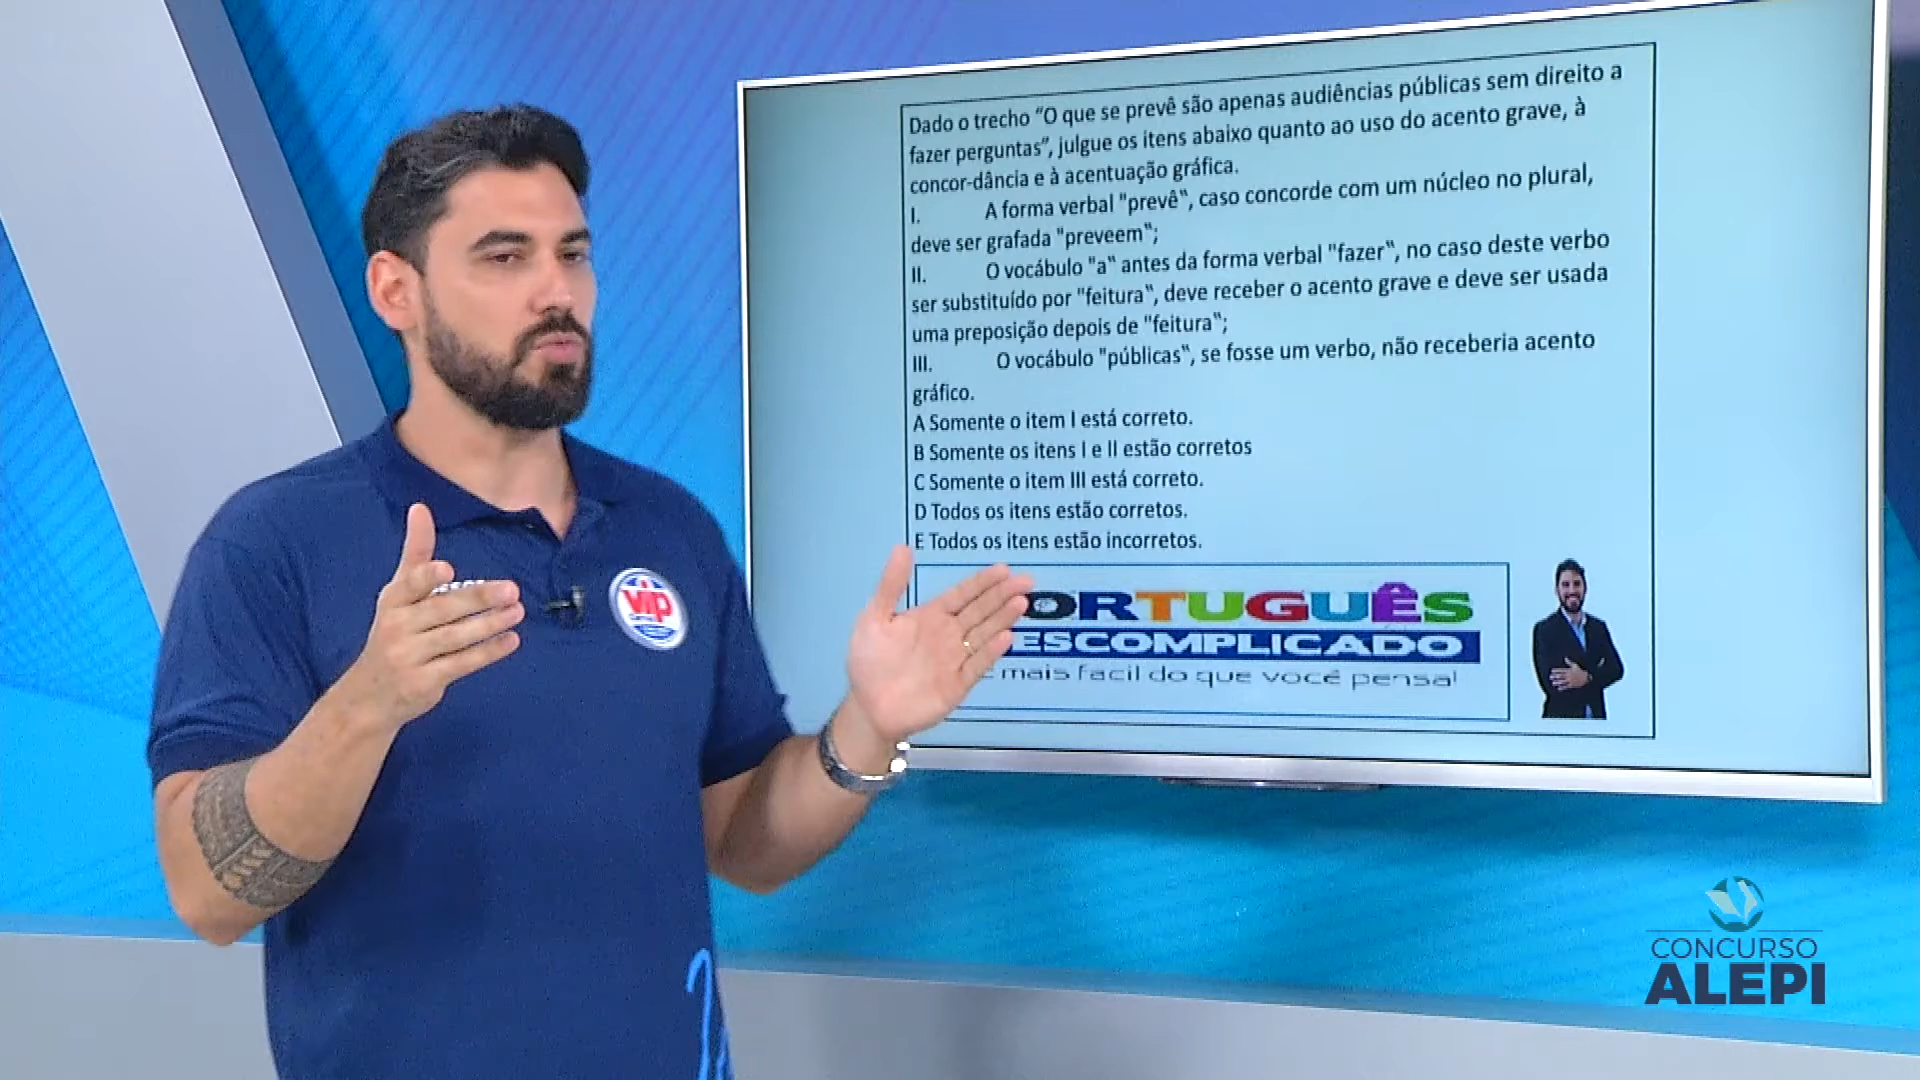 Dado o trecho "O que se prevê são apenas audiências públicas sem direito a
fazer perguntas", julgue os itens abaixo quanto ao uso do acento grave, à
concor-dância e à acentuação gráfica.
I. A forma verbal "prevê", caso concorde com um núcleo no plural,
deve ser grafada "preveem";
II. O vocábulo "a" antes da forma verbal "fazer", no caso deste verbo
ser substituído por "feitura", deve receber o acento grave e deve ser usada
uma preposição depois de "feitura";
III. O vocábulo "públicas", se fosse um verbo, não receberia acento
gráfico.
A Somente o item I está correto.
B Somente os itens I e II estão corretos
C Somente o item III está correto.
D Todos os itens estão corretos.
E Todos os itens estão incorretos.
ORTUGUÊS
ESCOMPLICADO
mais facil do que você pensa!
vip
CONCURSO
ALEPI